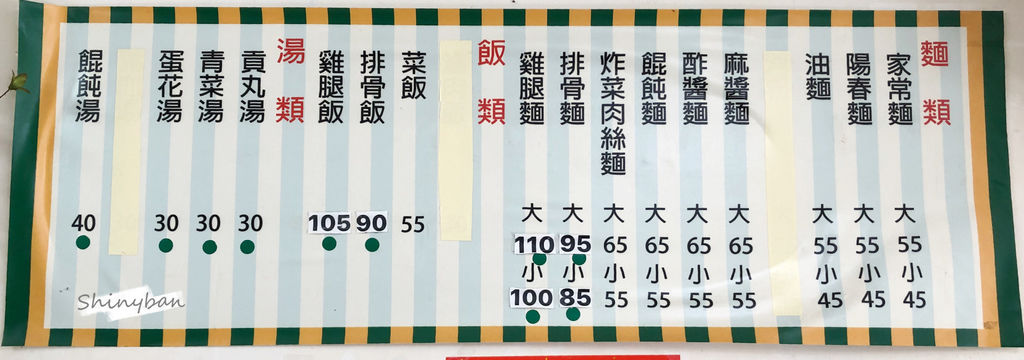 麵類
家常麵 大 55 小 45
陽春麵 大 55 小 45
油麵 大 55 小 45
麻醬麵 大 65 小 55
酢醬麵 大 65 小 55
餛飩麵 大 65 小 55
炸菜肉絲麵 大 65 小 55
排骨麵 大 95 小 85
雞腿麵 大 110 小 100
飯類
菜飯 55
排骨飯 90
雞腿飯 105
湯類
貢丸湯 30
青菜湯 30
蛋花湯 30
餛飩湯 40
Shinyban